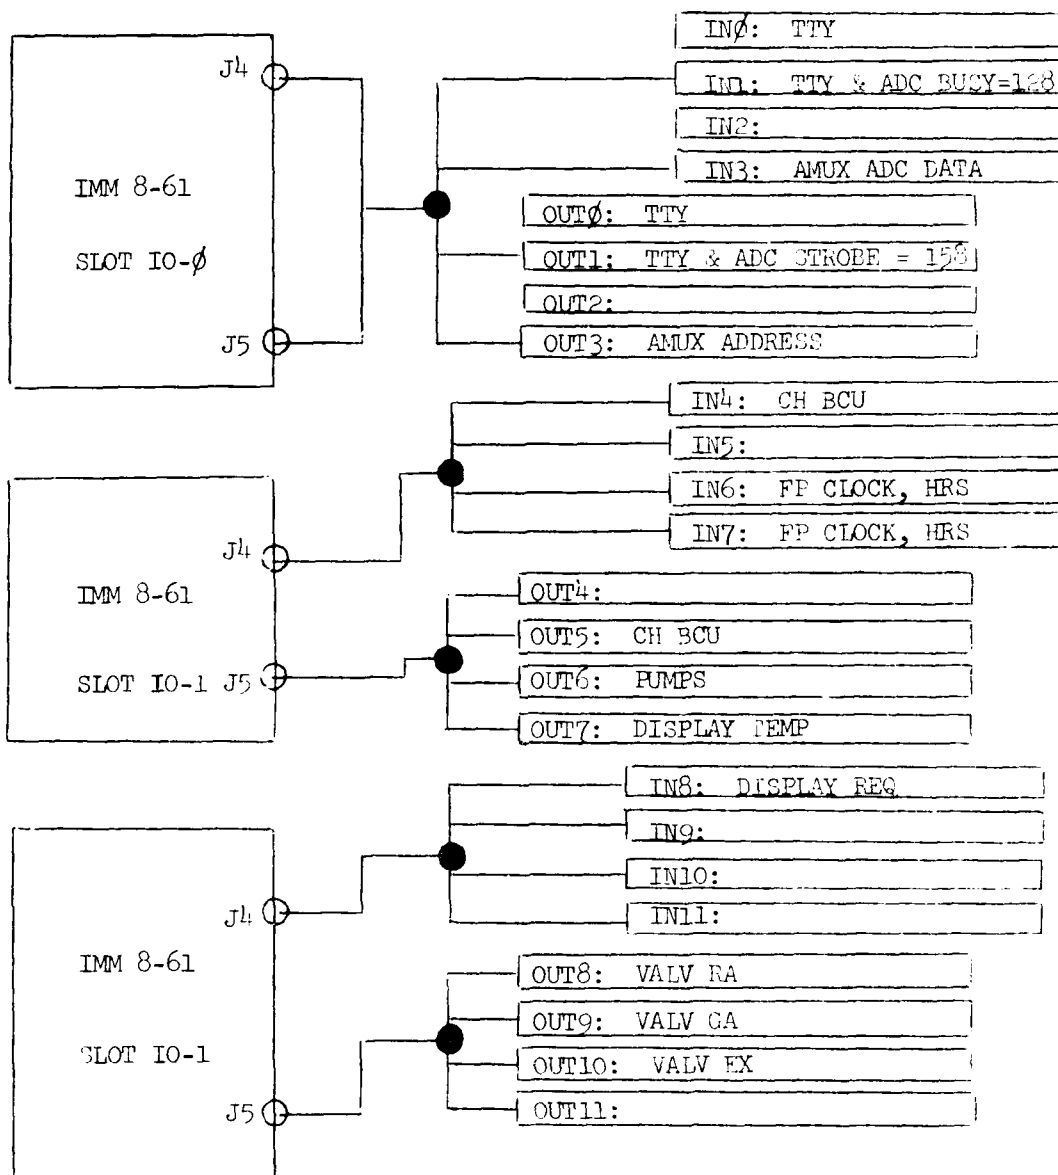 J4
IMM 8-61
SLOT IO-Ø
J5
INØ: TTY
IN1: TTY & ADC BUSY=128
IN2:
IN3: AMUX ADC DATA
OUTØ: TTY
OUT1: TTY & ADC STROBE = 158
OUT2:
OUT3: AMUX ADDRESS
J4
IMM 8-61
SLOT IO-1 J5
IN4: CH BCU
IN5:
IN6: FP CLOCK, HRS
IN7: FP CLOCK, HRS
OUT4:
OUT5: CH BCU
OUT6: PUMPS
OUT7: DISPLAY TEMP
J4
IMM 8-61
SLOT IO-1
J5
IN8: DISPLAY REQ
IN9:
IN10:
IN11:
OUT8: VALV RA
OUT9: VALV OA
OUT10: VALV EX
OUT11: